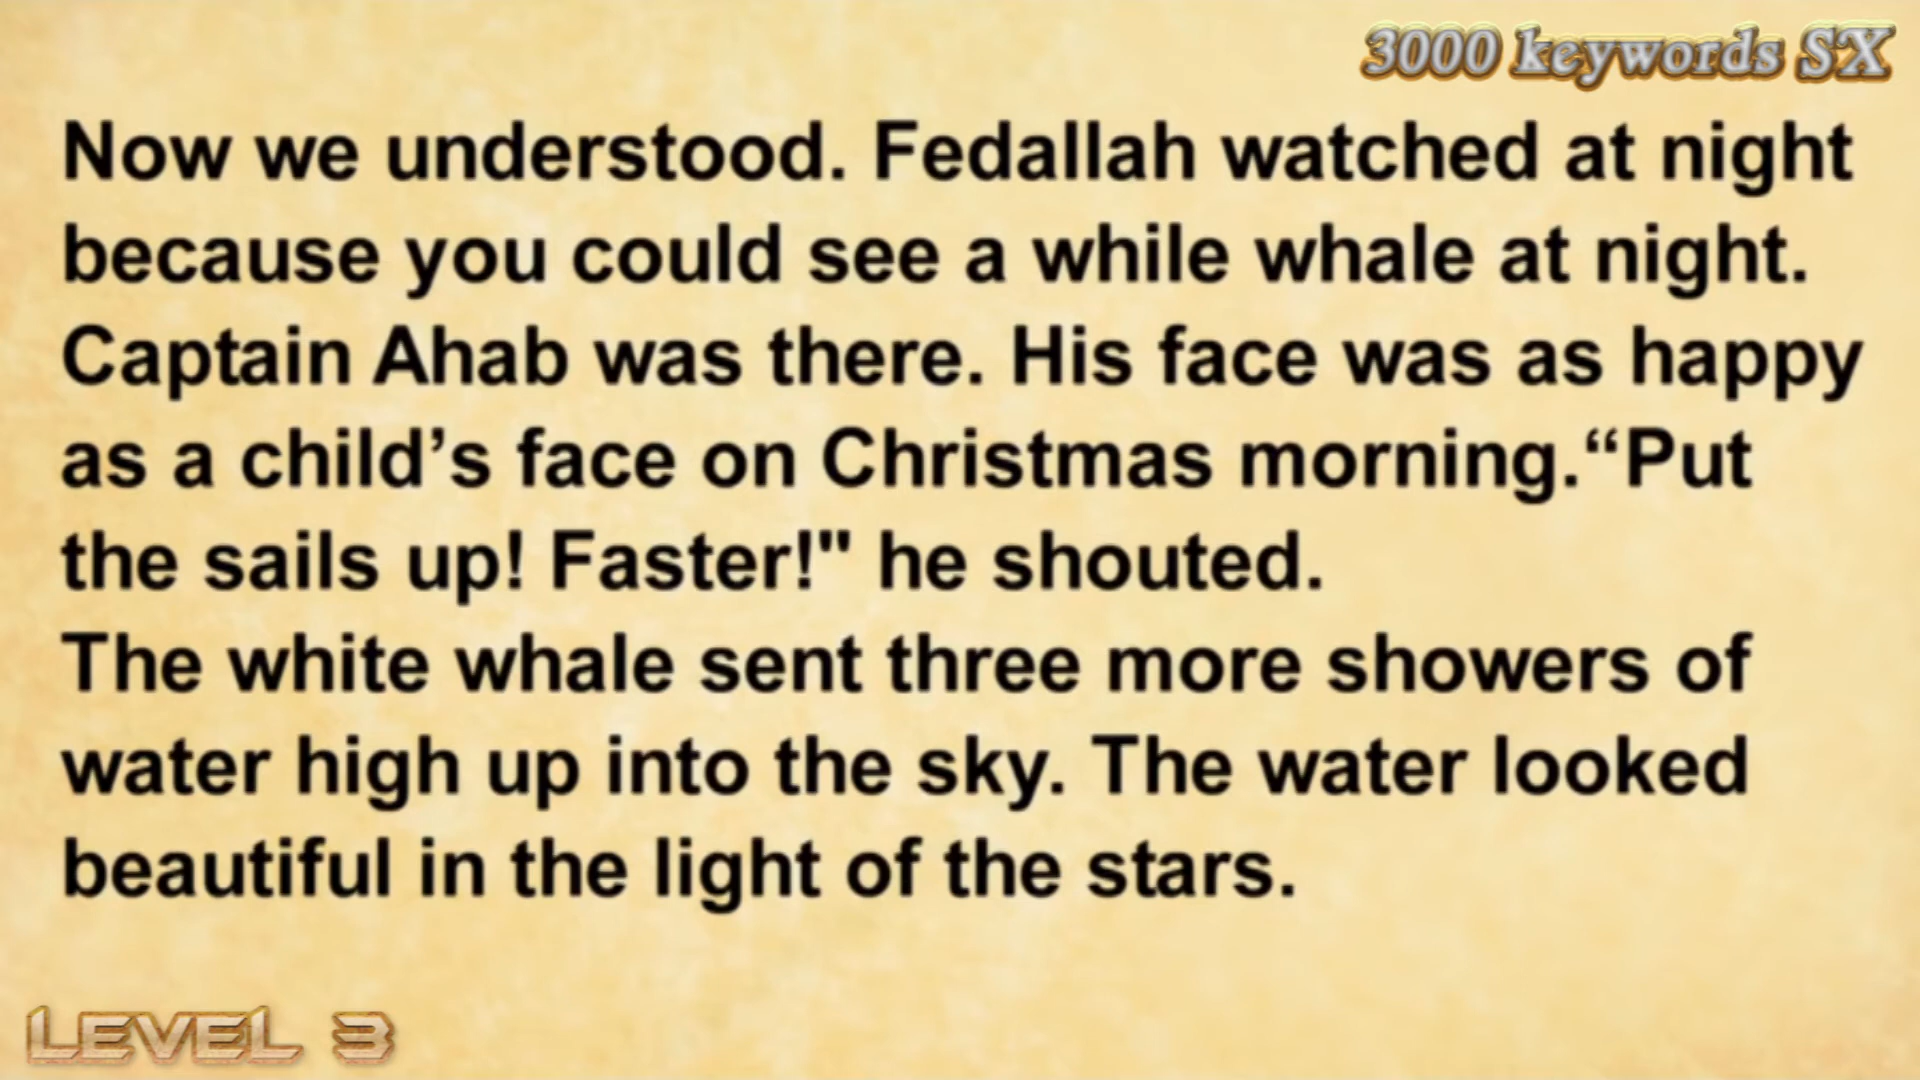 3000 keywords SX
Now we understood. Fedallah watched at night
because you could see a while whale at night.
Captain Ahab was there. His face was as happy
as a child’s face on Christmas morning.“Put
the sails up! Faster!" he shouted.
The white whale sent three more showers of
water high up into the sky. The water looked
beautiful in the light of the stars.
LEVEL 3